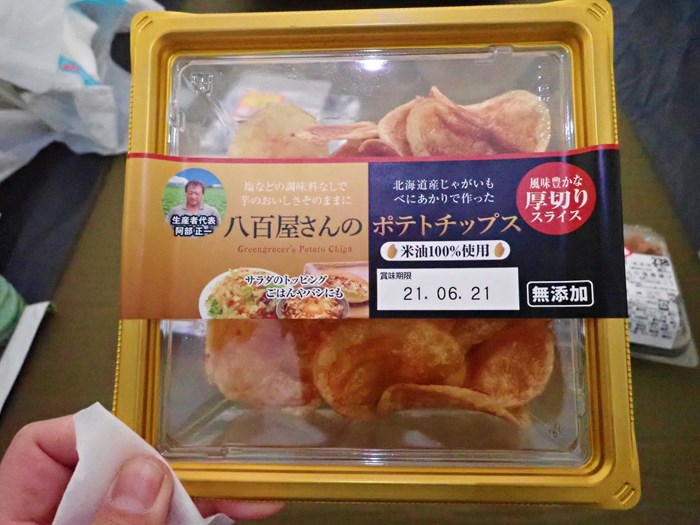 塩などの調味料なしで
芋のおいしさそのままに
生産者代表
阿部 正一
八百屋さんの
Greengrocer's Potato Chips
サラダのトッピング
ごはんやパンにも
北海道産じゃがいも
べにあかりで作った
ポテトチップス
米油100%使用
賞味期限
21.06.21
無添加
風味豊かな
厚切り
スライス